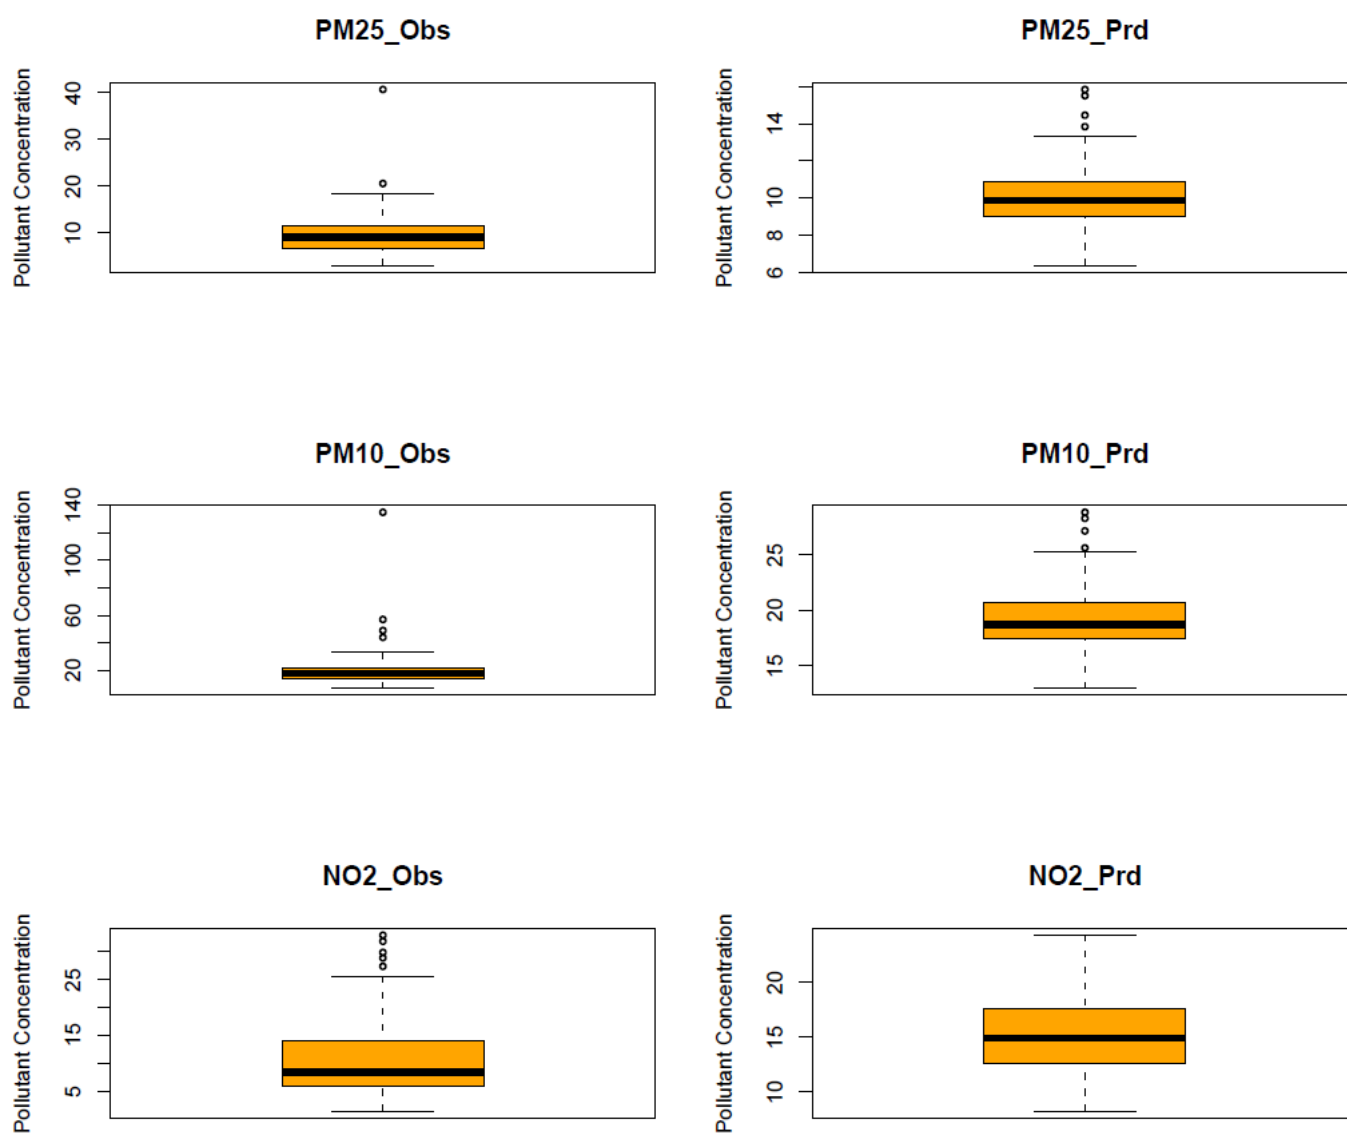 PM25_Obs
PM25_Prd
Pollutant Concentration
10 20 30 40
Pollutant Concentration
6 8 10 14
PM10_Obs
PM10_Prd
Pollutant Concentration
20 60 100 140
Pollutant Concentration
15 20 25
NO2_Obs
NO2_Prd
Pollutant Concentration
5 15 25
Pollutant Concentration
10 15 20